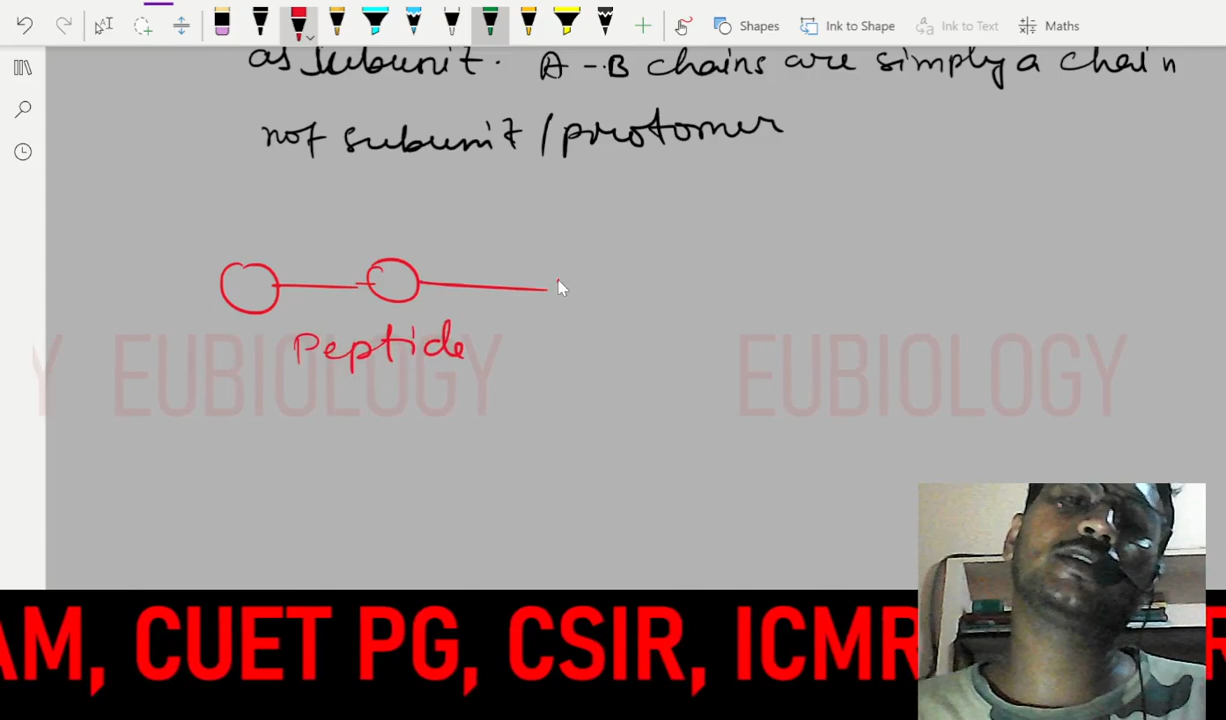 Shapes Ink to Shape Ink to Text Maths
as subunit. A-B chains are simply a chain
not subunit/protomer
Peptide
Y EUBIOLOGY EUBIOLOGY
AM, CUET PG, CSIR, ICMR R